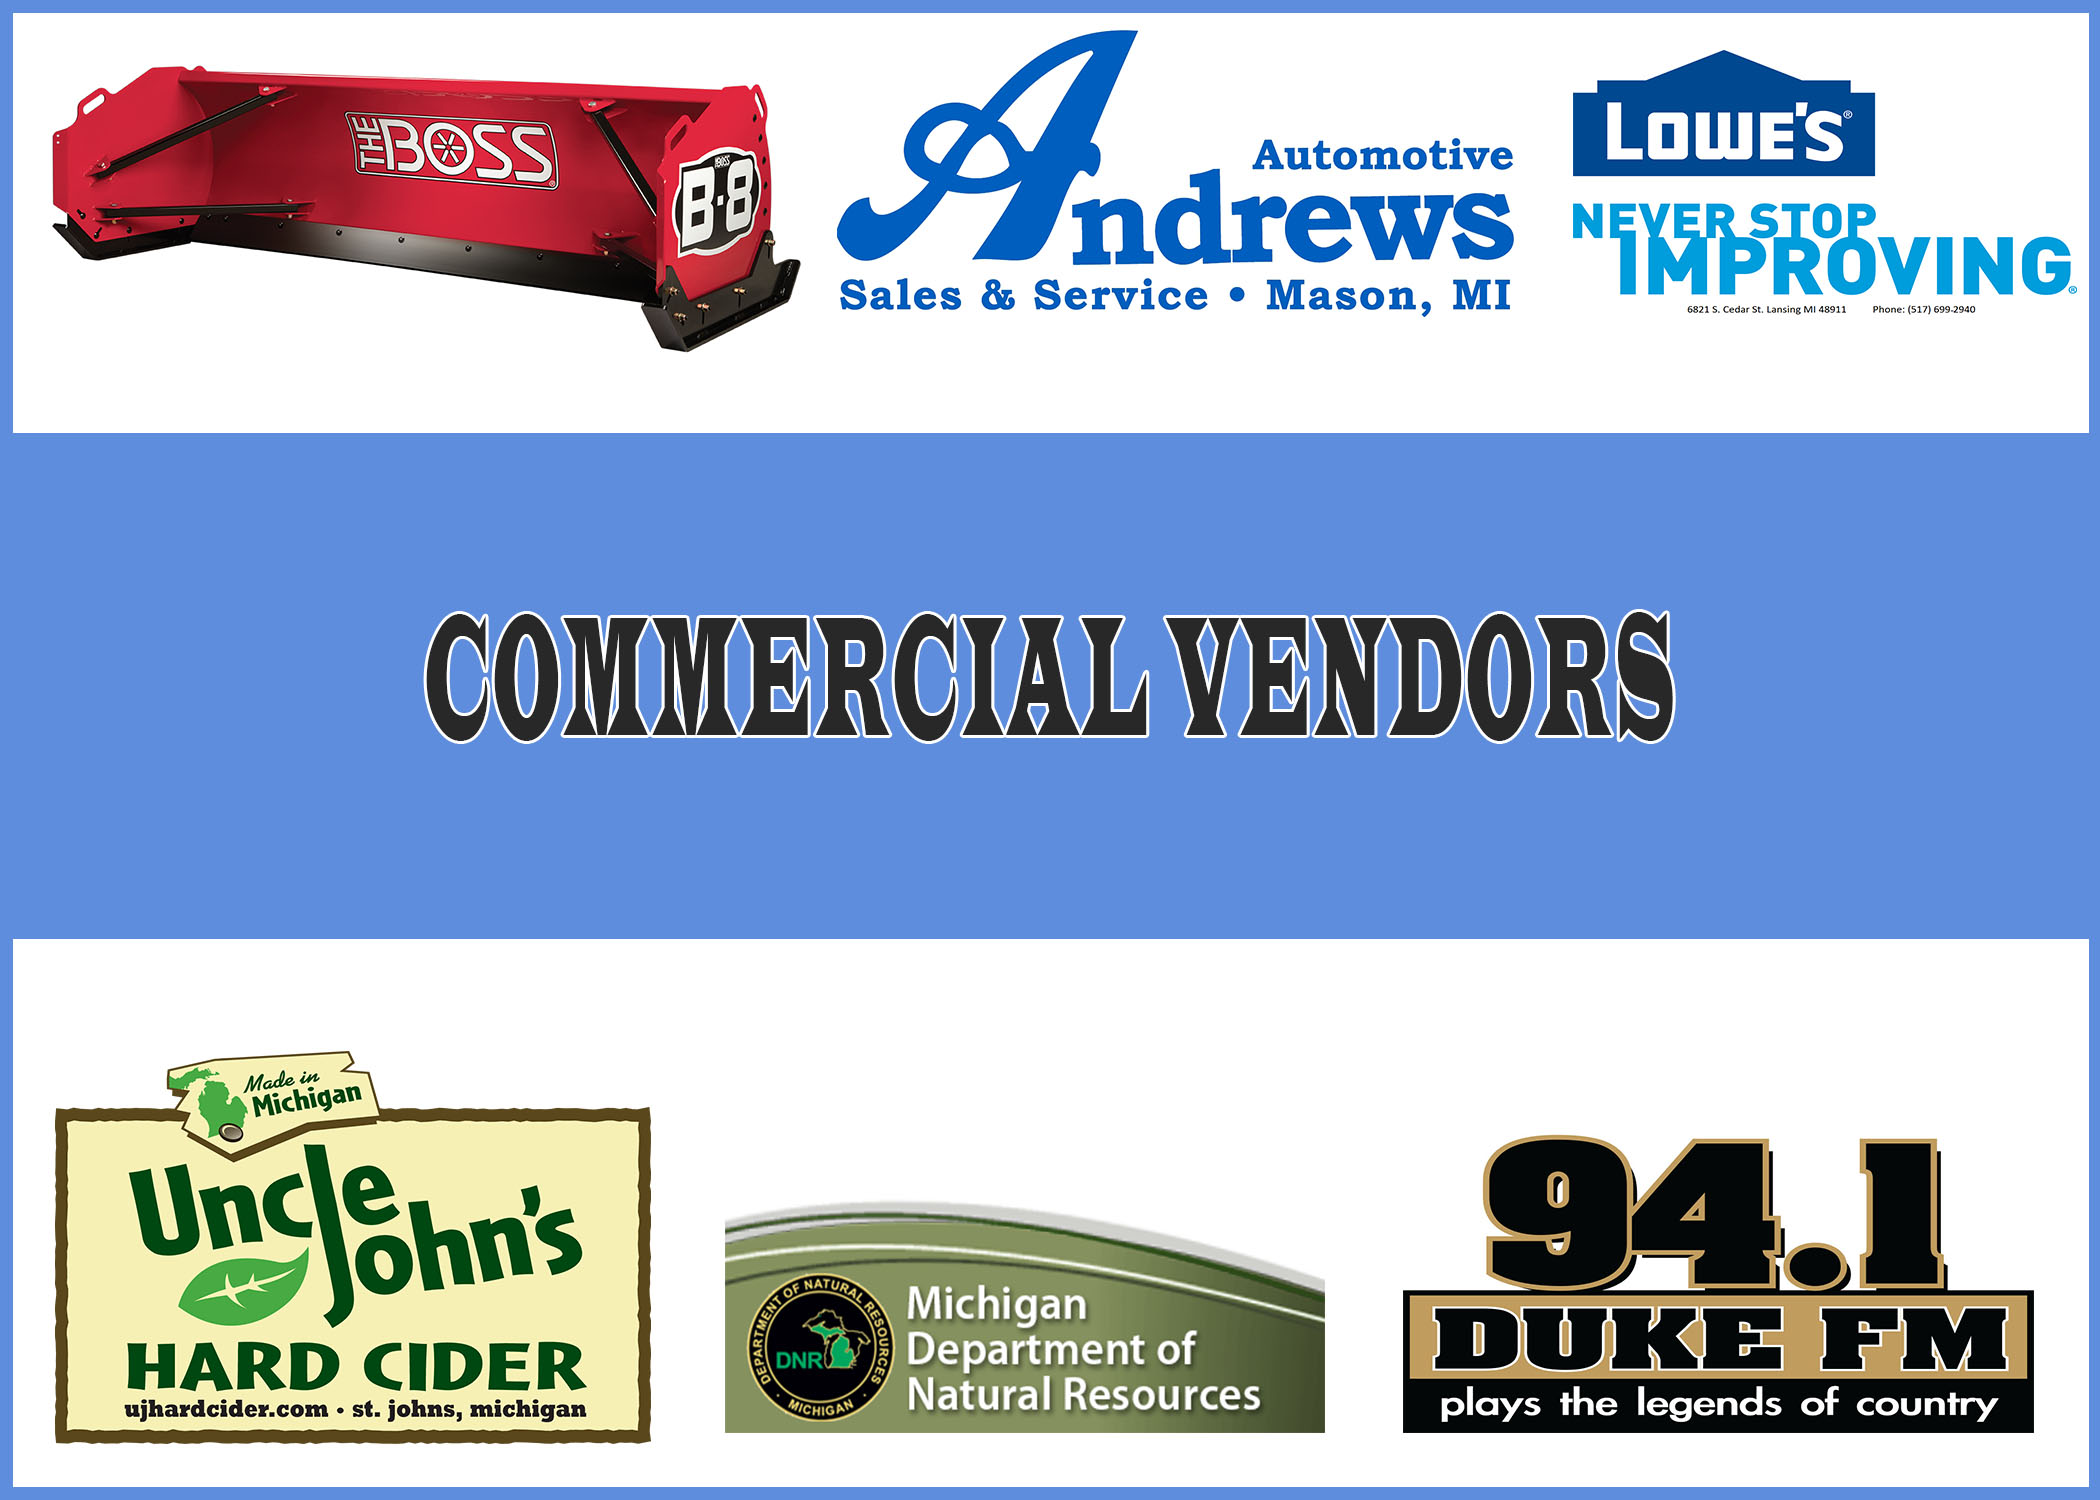 THE BOSS
BOSS
B-8
Automotive
Andrews
Sales & Service • Mason, MI
LOWE'S®
NEVER STOP
IMPROVING®
6821 S. Cedar St. Lansing MI 48911 Phone: (517) 699-2940
COMMERCIAL VENDORS
Made in
Michigan
Uncle
John's
HARD CIDER
ujhardcider.com • st. johns, michigan
DEPARTMENT OF NATURAL RESOURCES
DNR
MICHIGAN
Michigan
Department of
Natural Resources
94.1
DUKE FM
plays the legends of country